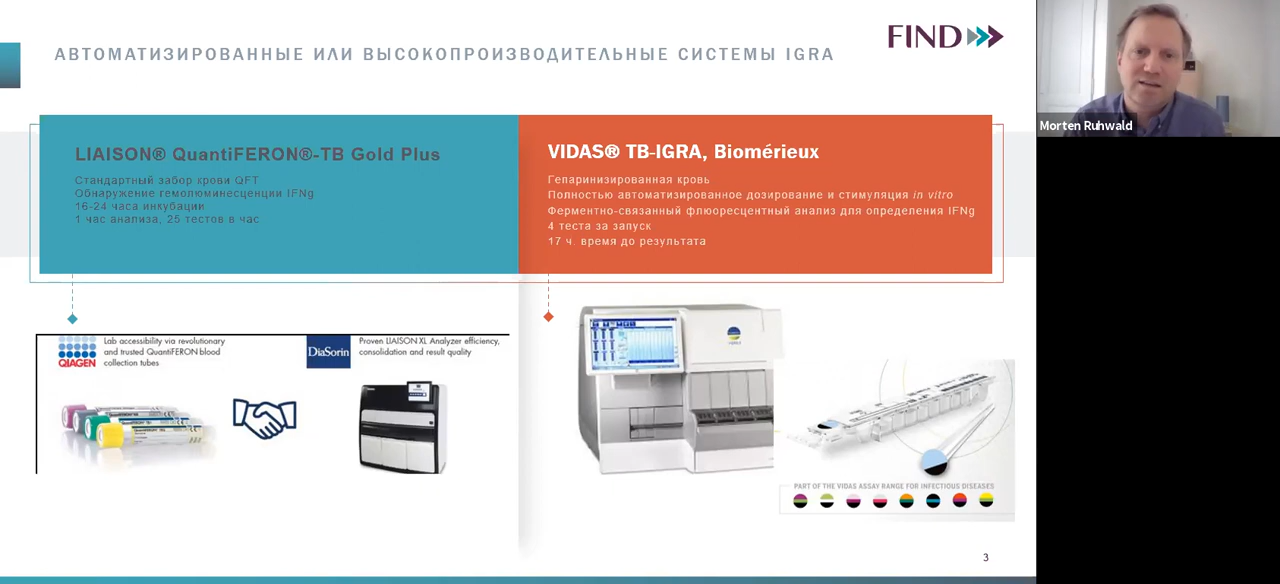 АВТОМАТИЗИРОВАННЫЕ ИЛИ ВЫСОКОПРОИЗВОДИТЕЛЬНЫЕ СИСТЕМЫ IGRA
FIND
Morten Ruhwald
LIAISON® QuantiFERON®-TB Gold Plus
Стандартный забор крови QFT
Обнаружение гемолюминесценции IFNg
16-24 часа инкубации
1 час анализа, 25 тестов в час
VIDAS® TB-IGRA, Biomérieux
Гепаринизированная кровь
Полностью автоматизированное дозирование и стимуляция in vitro
Ферментно-связанный флюоресцентный анализ для определения IFNg
4 теста за запуск
17 ч. время до результата
QIAGEN
Lab accessibility via revolutionary
and trusted QuantiFERON blood
collection tubes
DiaSorin
Proven LIAISON XL Analyzer efficiency,
consolidation and result quality
PART OF THE VIDAS ASSAY RANGE FOR INFECTIOUS DISEASES
3